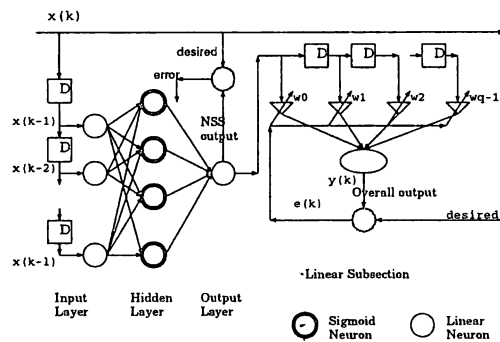 x(k)
desired
D
D
D
error
D
w0
w1
w2
wq-1
x(k-1)
NSS
output
D
x(k-2)
y(k)
Overall output
D
e(k)
desired
x(k-1)
·Linear Subsection
Input
Layer
Hidden
Layer
Output
Layer
Sigmoid
Neuron
Linear
Neuron